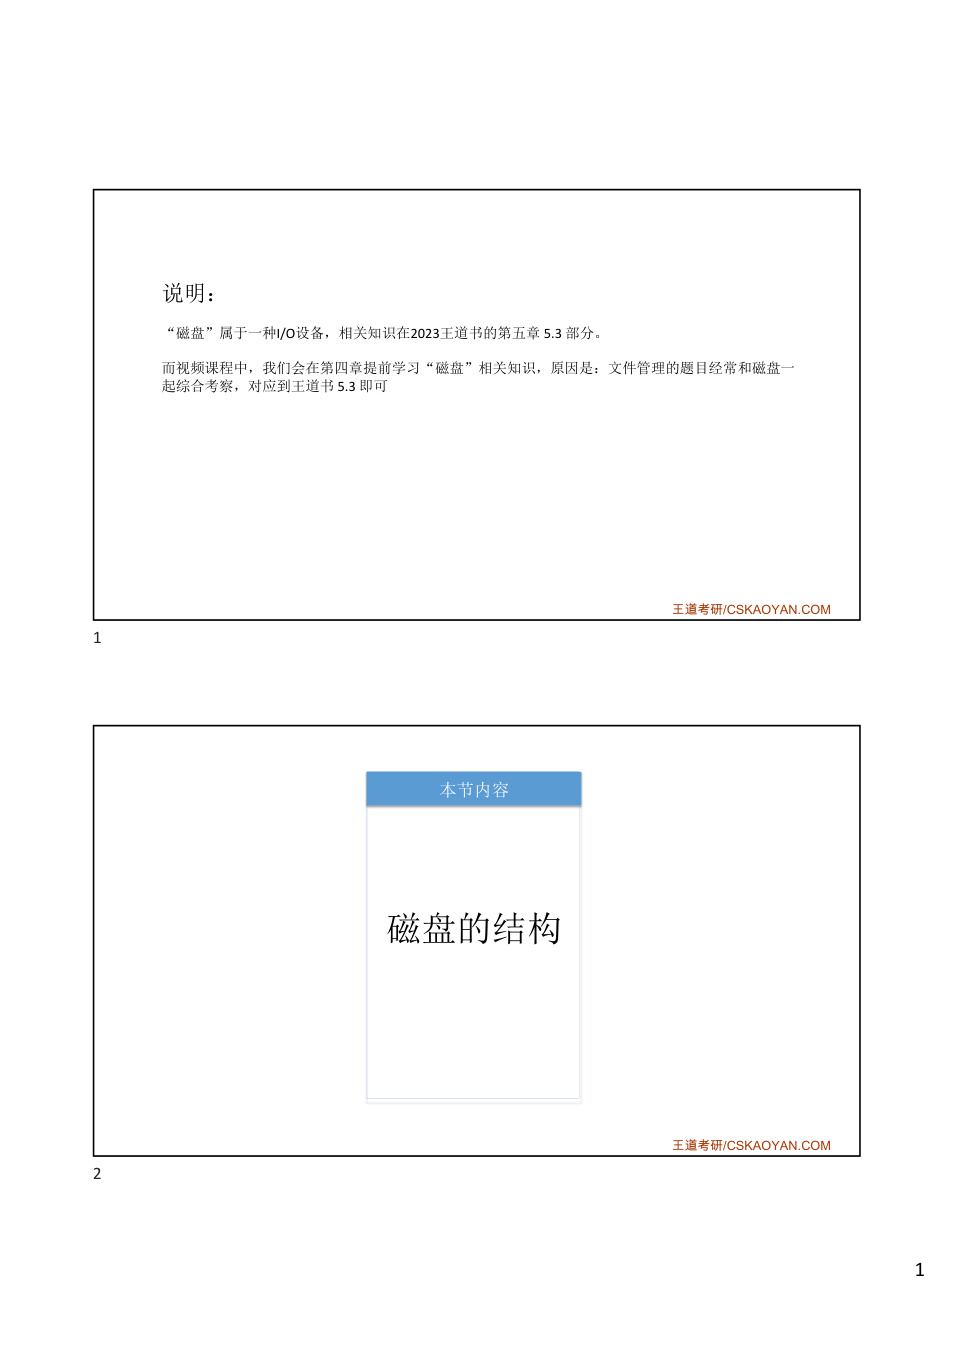 说明：
“磁盘”属于一种I/O设备，相关知识在2023王道书的第五章 5.3 部分。
而视频课程中，我们会在第四章提前学习“磁盘”相关知识，原因是：文件管理的题目经常和磁盘一
起综合考察，对应到王道书 5.3 即可
王道考研/CSKAOYAN.COM
1
本节内容
磁盘的结构
王道考研/CSKAOYAN.COM
2
1